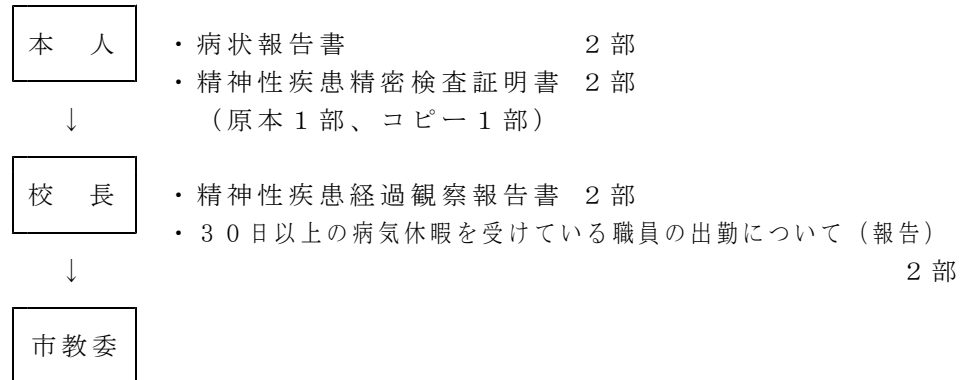 本　人　・病状報告書　　　　　　　２部
・精神性疾患精密検査証明書　２部
↓　（原本１部、コピー１部）
校　長　・精神性疾患経過観察報告書　２部
・３０日以上の病気休暇を受けている職員の出勤について（報告）
↓　２部
市教委